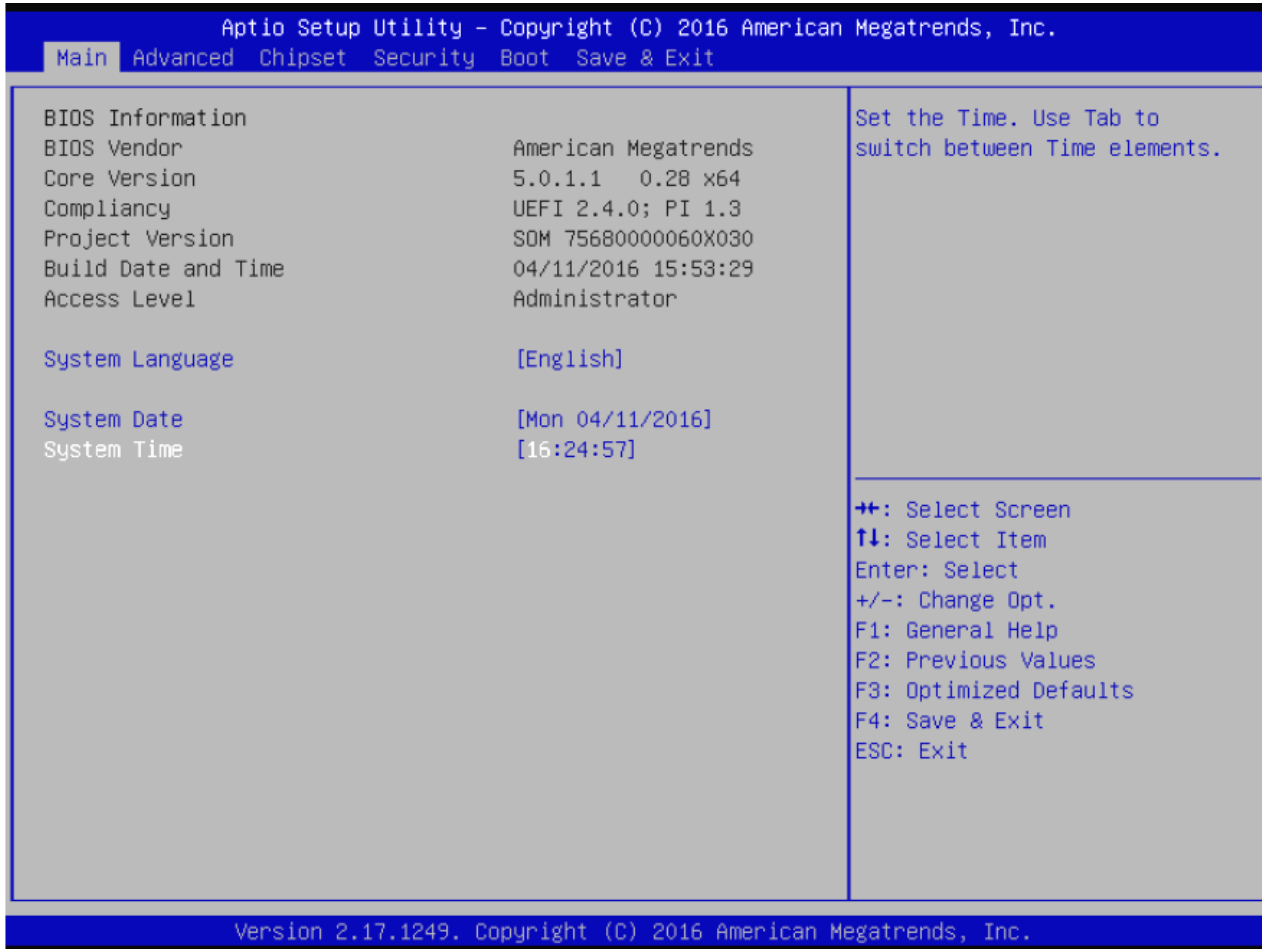 Aptio Setup Utility – Copyright (C) 2016 American Megatrends, Inc.
Main Advanced Chipset Security Boot Save & Exit
BIOS Information
BIOS Vendor American Megatrends
Core Version 5.0.1.1 0.28 x64
Compliancy UEFI 2.4.0; PI 1.3
Project Version SOM 75680000060X030
Build Date and Time 04/11/2016 15:53:29
Access Level Administrator
System Language [English]
System Date [Mon 04/11/2016]
System Time [16:24:57]
Set the Time. Use Tab to
switch between Time elements.
→←: Select Screen
↑↓: Select Item
Enter: Select
+/-: Change Opt.
F1: General Help
F2: Previous Values
F3: Optimized Defaults
F4: Save & Exit
ESC: Exit
Version 2.17.1249. Copyright (C) 2016 American Megatrends, Inc.